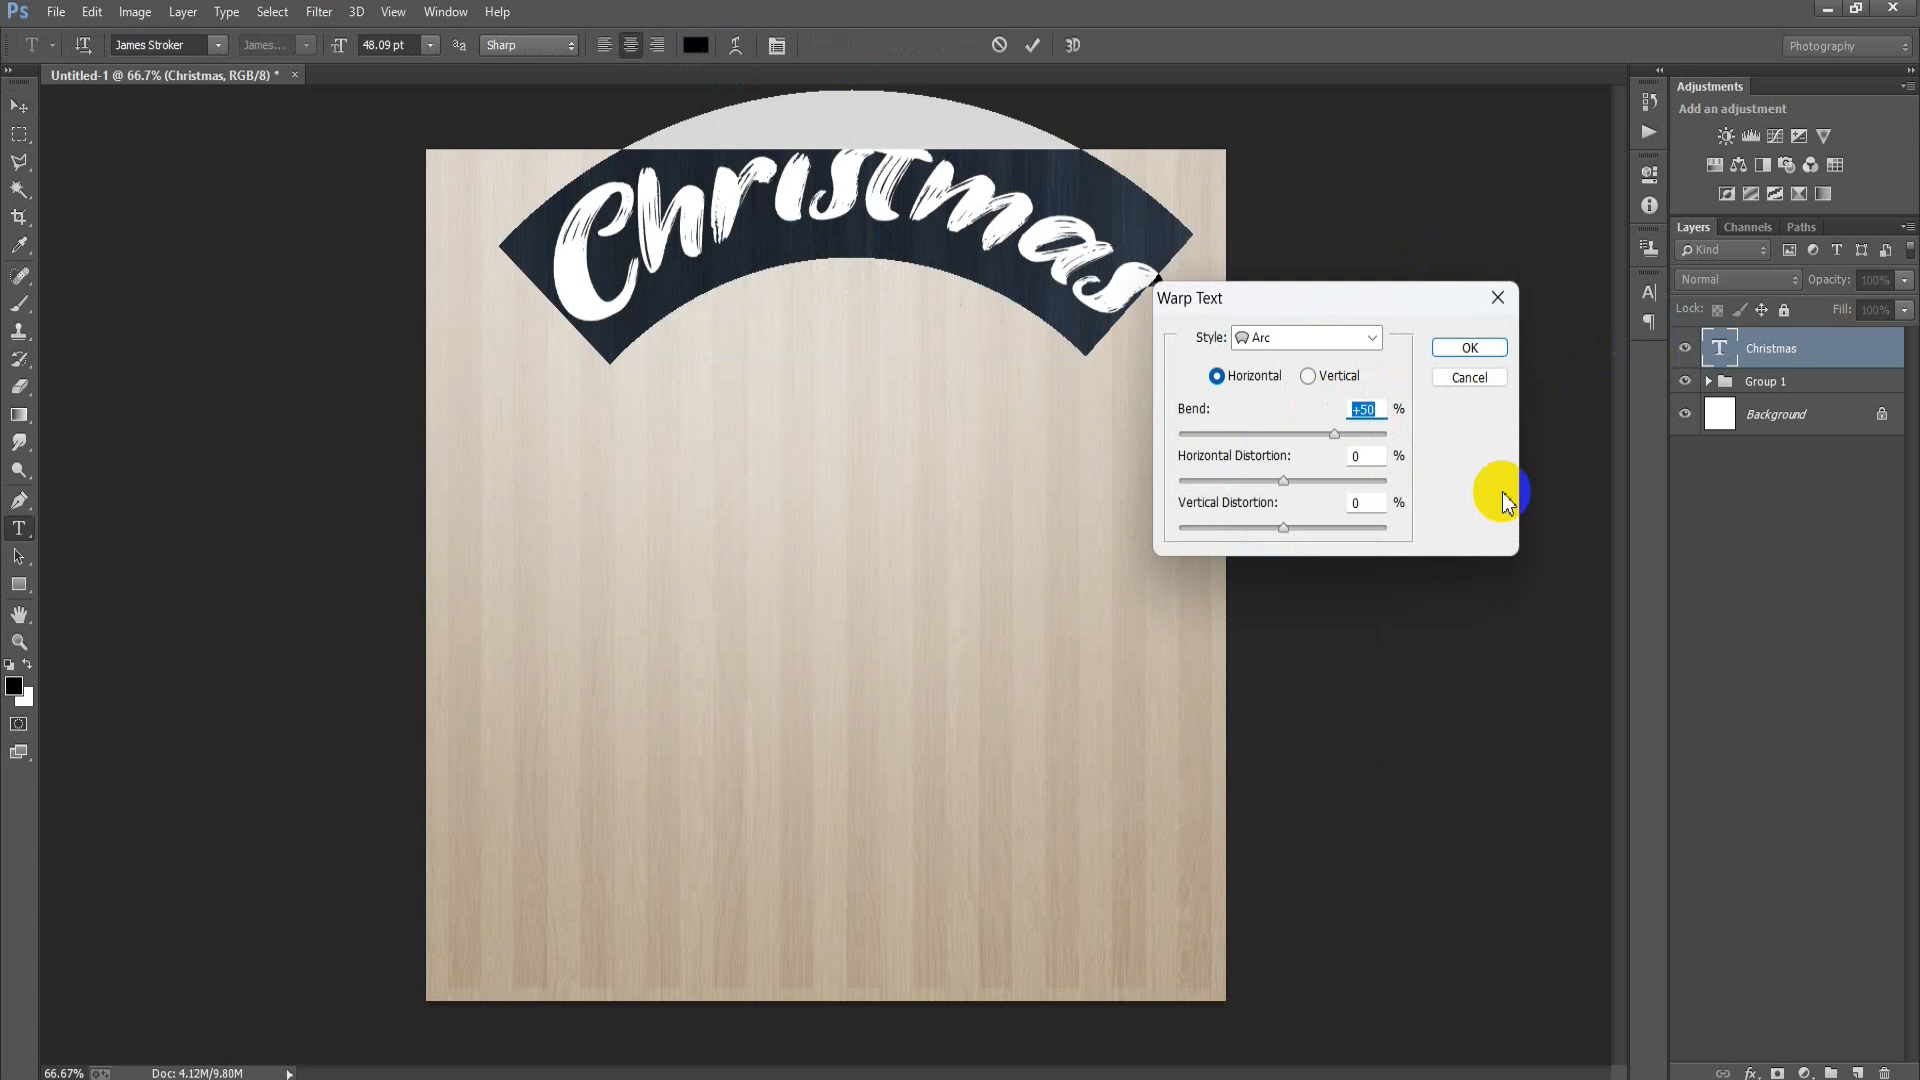 Ps File Edit Image Layer Type Select Filter 3D View Window Help
T James Stroker James... 48.09 pt aa Sharp 3D Photography
Untitled-1 @ 66.7% (Christmas, RGB/8) * ×
Christmas
Warp Text
Style: Arc
OK
Horizontal Vertical
Cancel
Bend: +50 %
Horizontal Distortion: 0 %
Vertical Distortion: 0 %
Adjustments
Add an adjustment
Layers Channels Paths
Kind
Normal Opacity: 100%
Lock: Fill: 100%
T Christmas
Group 1
Background
66.67% Doc: 4.12M/9.80M